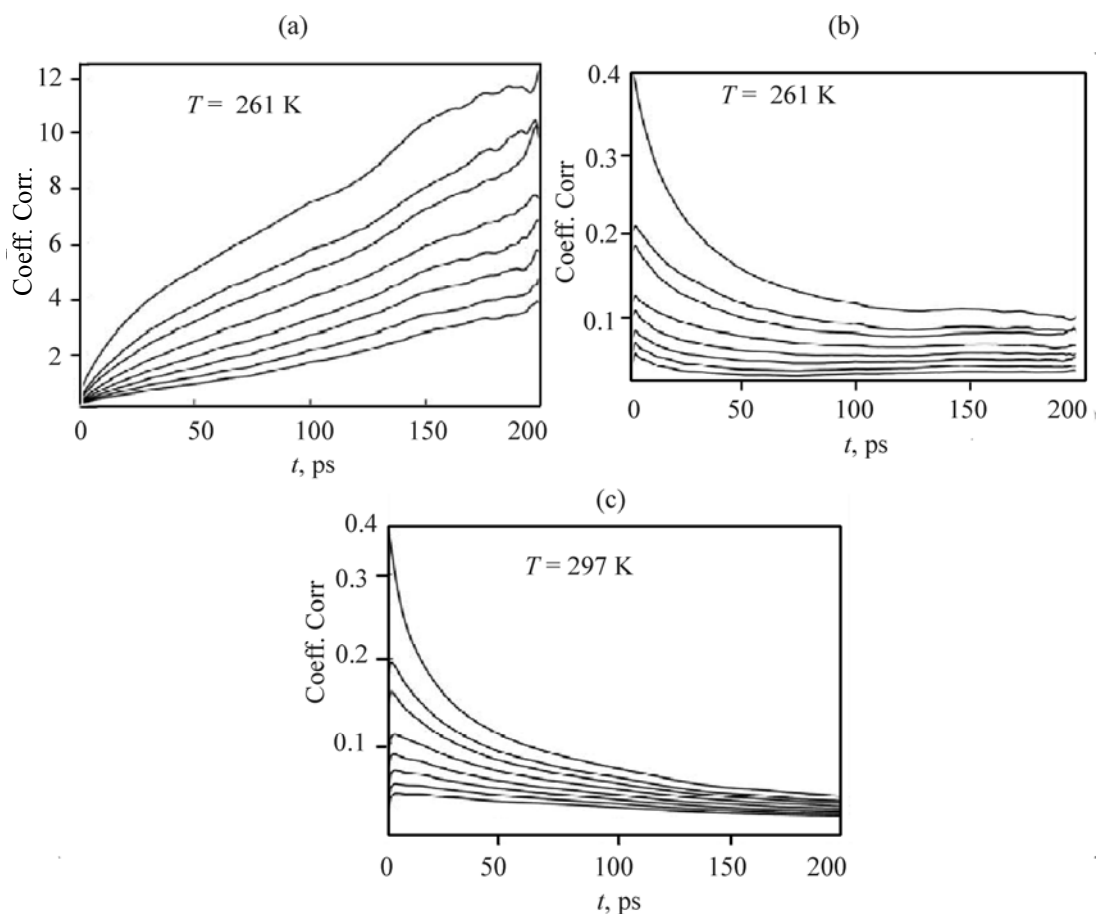 (a)
T = 261 K
Coeff. Corr.
12
10
8
6
4
2
0
50
100
150
200
t, ps
(b)
T = 261 K
Coeff. Corr
0.4
0.3
0.2
0.1
0
50
100
150
200
t, ps
(c)
T = 297 K
Coeff. Corr
0.4
0.3
0.2
0.1
0
50
100
150
200
t, ps